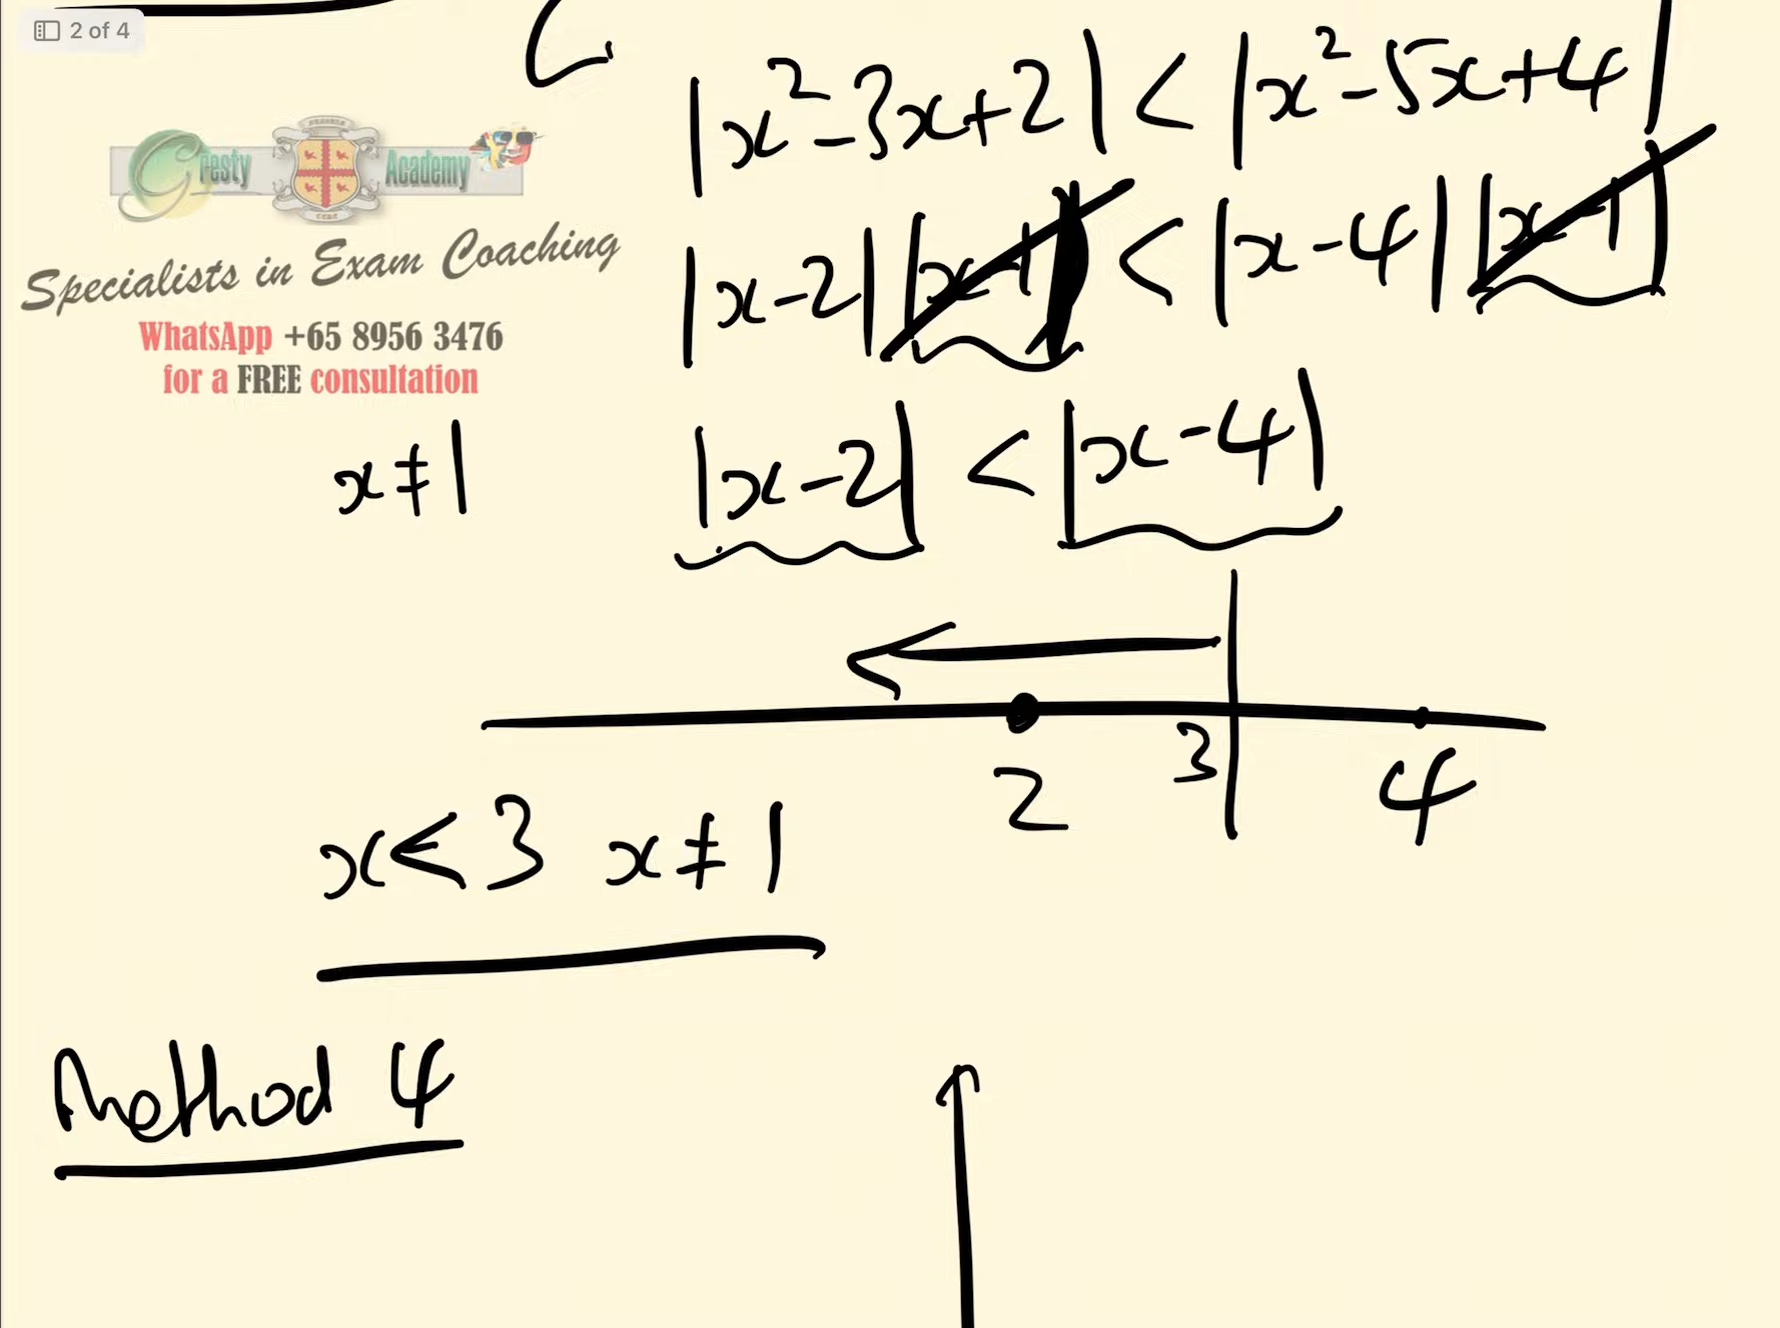 2 of 4
|x²-3x+2| < |x²-5x+4|
Gresty Academy
|x-2||x-1| < |x-4||x-1|
Specialists in Exam Coaching
WhatsApp +65 8956 3476
for a FREE consultation
x≠1 |x-2| < |x-4|
2 3 4
x<3 x≠1
Method 4